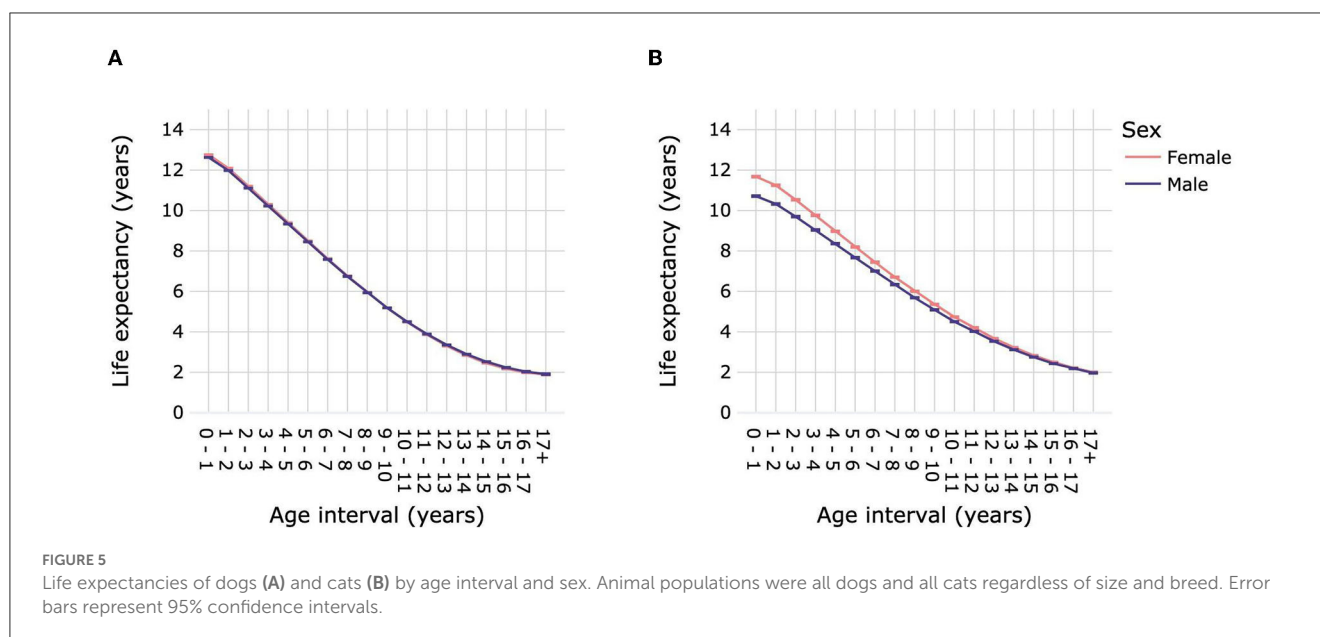 A
B
14
12
10
8
6
4
2
0
Life expectancy (years)
0 - 1
1 - 2
2 - 3
3 - 4
4 - 5
5 - 6
6 - 7
7 - 8
8 - 9
9 - 10
10 - 11
11 - 12
12 - 13
13 - 14
14 - 15
15 - 16
16 - 17
17+
Age interval (years)
14
12
10
8
6
4
2
0
Life expectancy (years)
0 - 1
1 - 2
2 - 3
3 - 4
4 - 5
5 - 6
6 - 7
7 - 8
8 - 9
9 - 10
10 - 11
11 - 12
12 - 13
13 - 14
14 - 15
15 - 16
16 - 17
17+
Age interval (years)
Sex
Female
Male
FIGURE 5
Life expectancies of dogs (A) and cats (B) by age interval and sex. Animal populations were all dogs and all cats regardless of size and breed. Error
bars represent 95% confidence intervals.